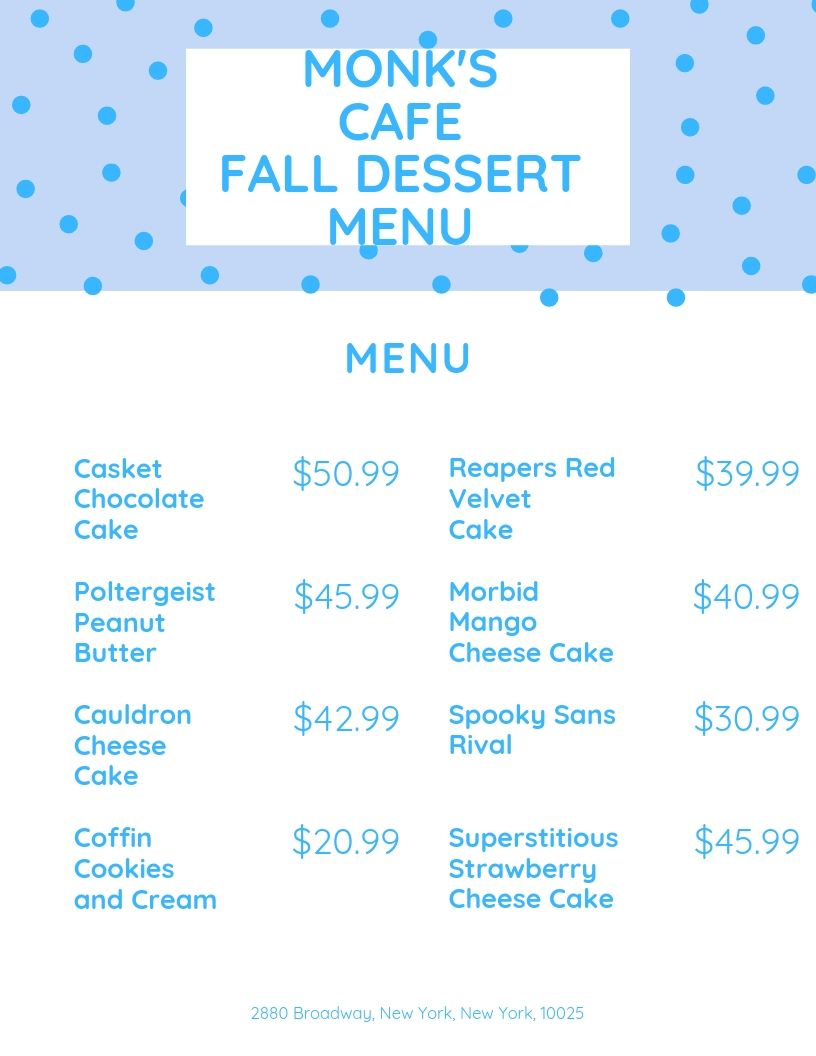 MONK'S
CAFE
FALL DESSERT
MENU
MENU
Casket
Chocolate
Cake
$50.99
Poltergeist
Peanut
Butter
$45.99
Cauldron
Cheese
Cake
$42.99
Coffin
Cookies
and Cream
$20.99
Reapers Red
Velvet
Cake
$39.99
Morbid
Mango
Cheese Cake
$40.99
Spooky Sans
Rival
$30.99
Superstitious
Strawberry
Cheese Cake
$45.99
2880 Broadway, New York, New York, 10025